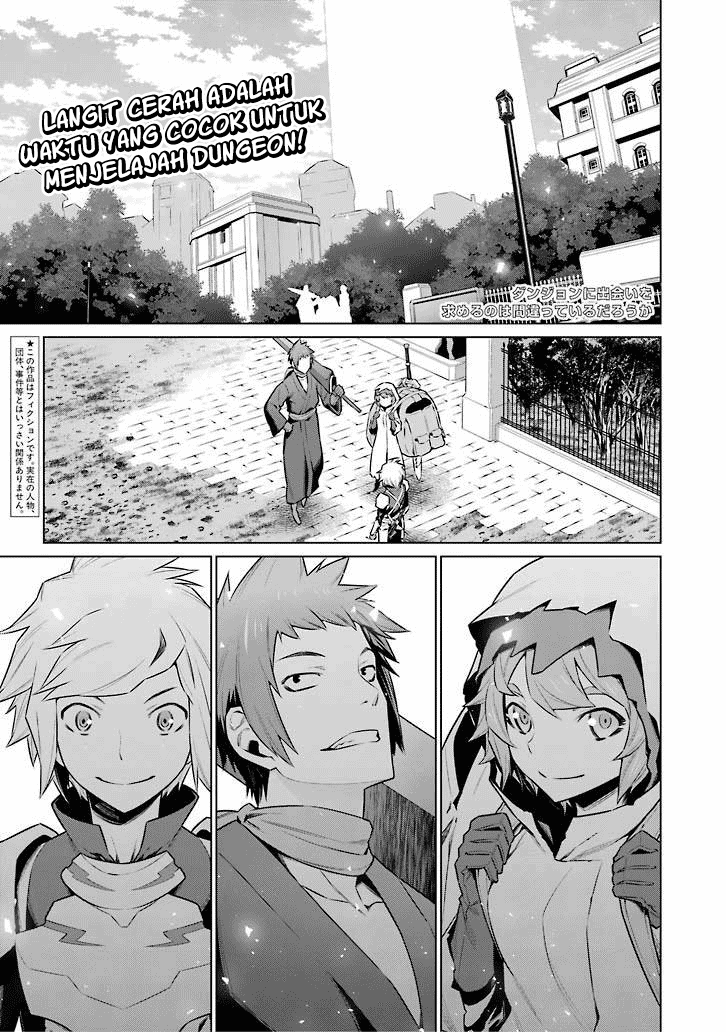 LANGIT CERAH ADALAH
WAKTU YANG COCOK UNTUK
MENJELAJAH DUNGEON!
ダンジョンに出会いを
求めるのは間違っているだろうか
★この作品はフィクションです。実在の人物、
団体、事件等とはいっさい関係ありません。